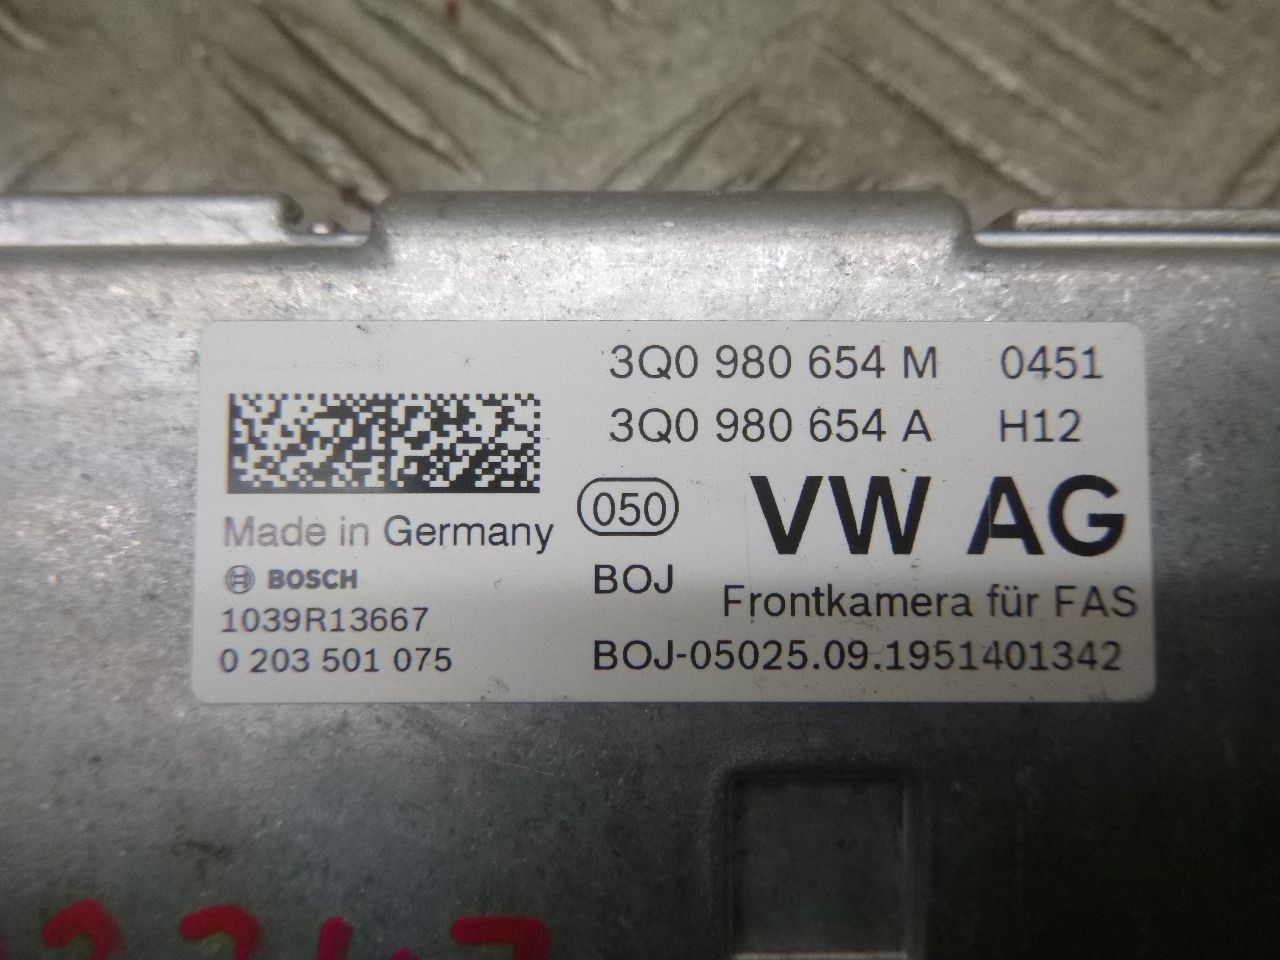 3Q0 980 654 M 0451
3Q0 980 654 A H12
050
VW AG
Made in Germany
BOSCH
BOJ
Frontkamera für FAS
1039R13667
0 203 501 075
BOJ-05025.09.1951401342